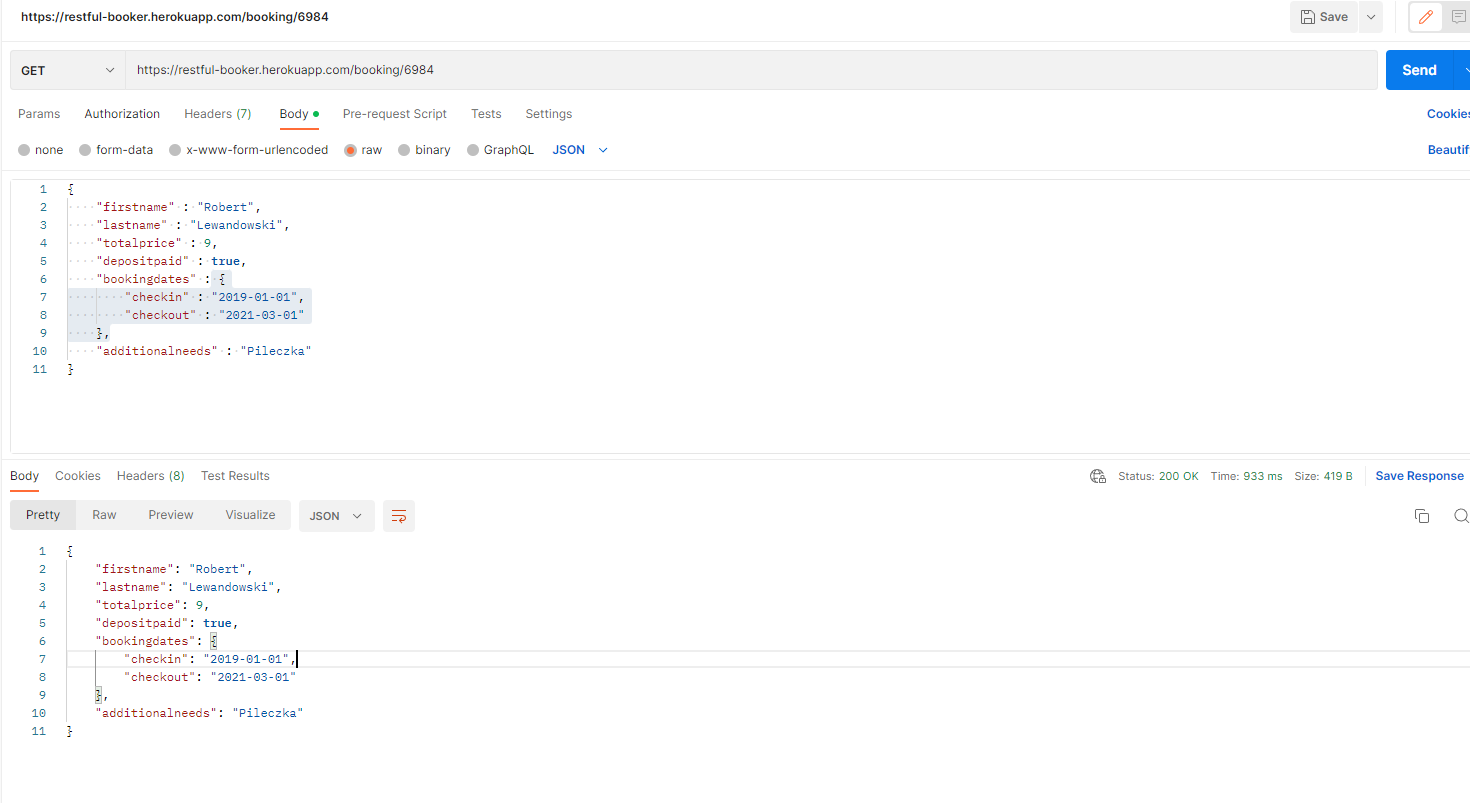 https://restful-booker.herokuapp.com/booking/6984
Save
GET
https://restful-booker.herokuapp.com/booking/6984
Send
Params Authorization Headers (7) Body Pre-request Script Tests Settings
Cookies
none form-data x-www-form-urlencoded raw binary GraphQL JSON
Beautif
1 {
2 "firstname" : "Robert",
3 "lastname" : "Lewandowski",
4 "totalprice" : 9,
5 "depositpaid" : true,
6 "bookingdates" : {
7 "checkin" : "2019-01-01",
8 "checkout" : "2021-03-01"
9 },
10 "additionalneeds" : "Pileczka"
11 }
Body Cookies Headers (8) Test Results
Status: 200 OK Time: 933 ms Size: 419 B
Save Response
Pretty Raw Preview Visualize JSON
1 {
2 "firstname": "Robert",
3 "lastname": "Lewandowski",
4 "totalprice": 9,
5 "depositpaid": true,
6 "bookingdates": {
7 "checkin": "2019-01-01",
8 "checkout": "2021-03-01"
9 },
10 "additionalneeds": "Pileczka"
11 }